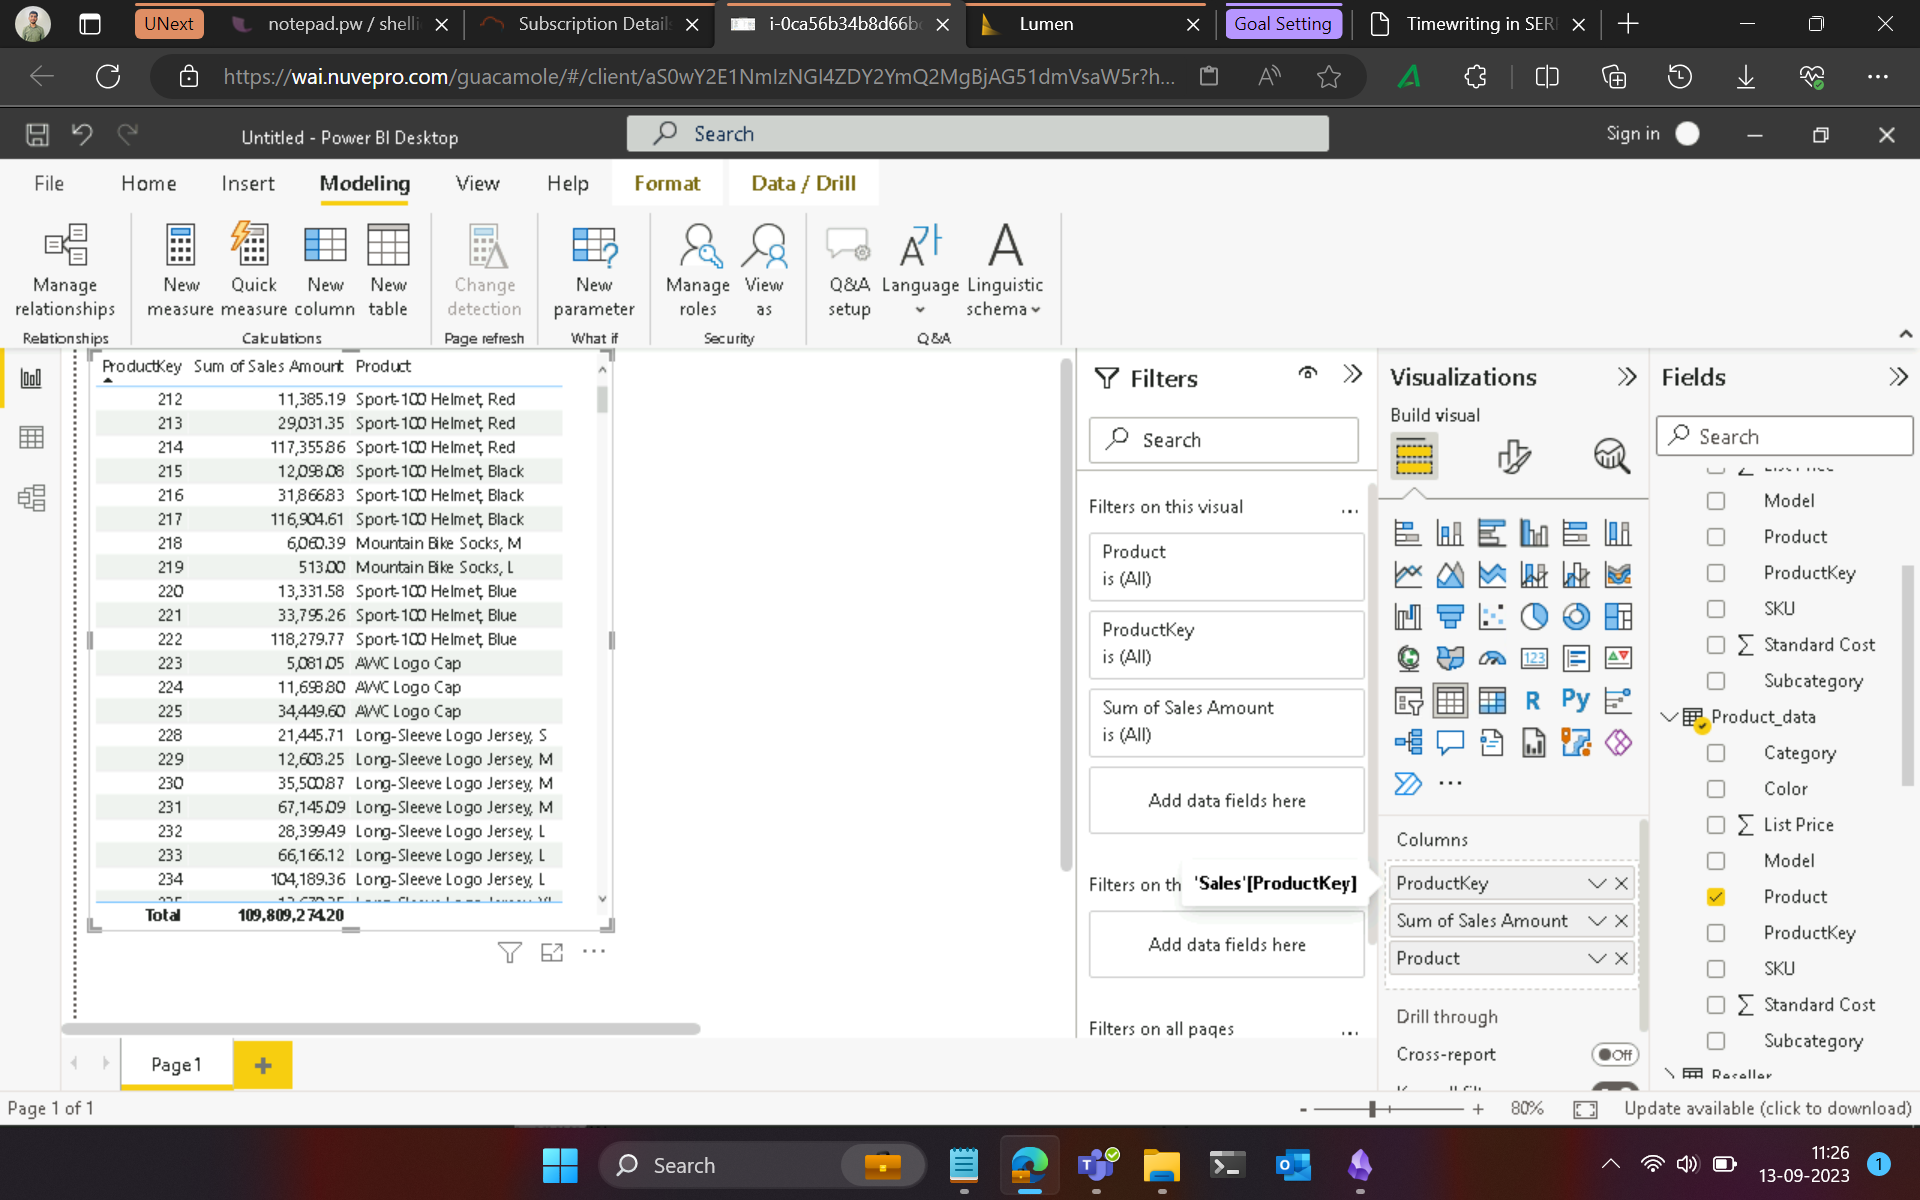 UNext
notepad.pw / shelli
Subscription Details
i-0ca56b34b8d66b
Lumen
Goal Setting
Timewriting in SERI
https://wai.nuvepro.com/guacamole/#/client/aS0wY2E1NmIzNGI4ZDY2YmQ2MgBjAG51dmVsaW5r?h...
Untitled - Power BI Desktop
Search
Sign in
File Home Insert Modeling View Help Format Data / Drill
Manage relationships
New measure
Quick measure
New column
New table
Change detection
New parameter
Manage roles
View as
Q&A setup
Language
Linguistic schema
Relationships
Calculations
Page refresh
What if
Security
Q&A
ProductKey Sum of Sales Amount Product
212 11,385.19 Sport-100 Helmet, Red
213 29,031.35 Sport-100 Helmet, Red
214 117,355.86 Sport-100 Helmet, Red
215 12,098.08 Sport-100 Helmet, Black
216 31,866.83 Sport-100 Helmet, Black
217 116,904.61 Sport-100 Helmet, Black
218 6,060.39 Mountain Bike Socks, M
219 513.00 Mountain Bike Socks, L
220 13,331.58 Sport-100 Helmet, Blue
221 33,795.26 Sport-100 Helmet, Blue
222 118,279.77 Sport-100 Helmet, Blue
223 5,081.05 AWC Logo Cap
224 11,698.80 AWC Logo Cap
225 34,449.60 AWC Logo Cap
228 21,445.71 Long-Sleeve Logo Jersey, S
229 12,603.25 Long-Sleeve Logo Jersey, M
230 35,500.87 Long-Sleeve Logo Jersey, M
231 67,145.09 Long-Sleeve Logo Jersey, M
232 28,399.49 Long-Sleeve Logo Jersey, L
233 66,166.12 Long-Sleeve Logo Jersey, L
234 104,189.36 Long-Sleeve Logo Jersey, L
Total 109,809,274.20
Filters
Search
Filters on this visual
...
Product
is (All)
ProductKey
is (All)
Sum of Sales Amount
is (All)
Add data fields here
Filters on th
'Sales'[ProductKey]
Add data fields here
Filters on all pages
...
Visualizations
Build visual
123
R
Py
...
Columns
ProductKey
Sum of Sales Amount
Product
Drill through
Cross-report
Off
Fields
Search
List Price
Model
Product
ProductKey
SKU
Standard Cost
Subcategory
Product_data
Category
Color
List Price
Model
Product
ProductKey
SKU
Standard Cost
Subcategory
Reseller
Page 1
+
Page 1 of 1
- + 80%
Update available (click to download)
Search
11:26
13-09-2023
1